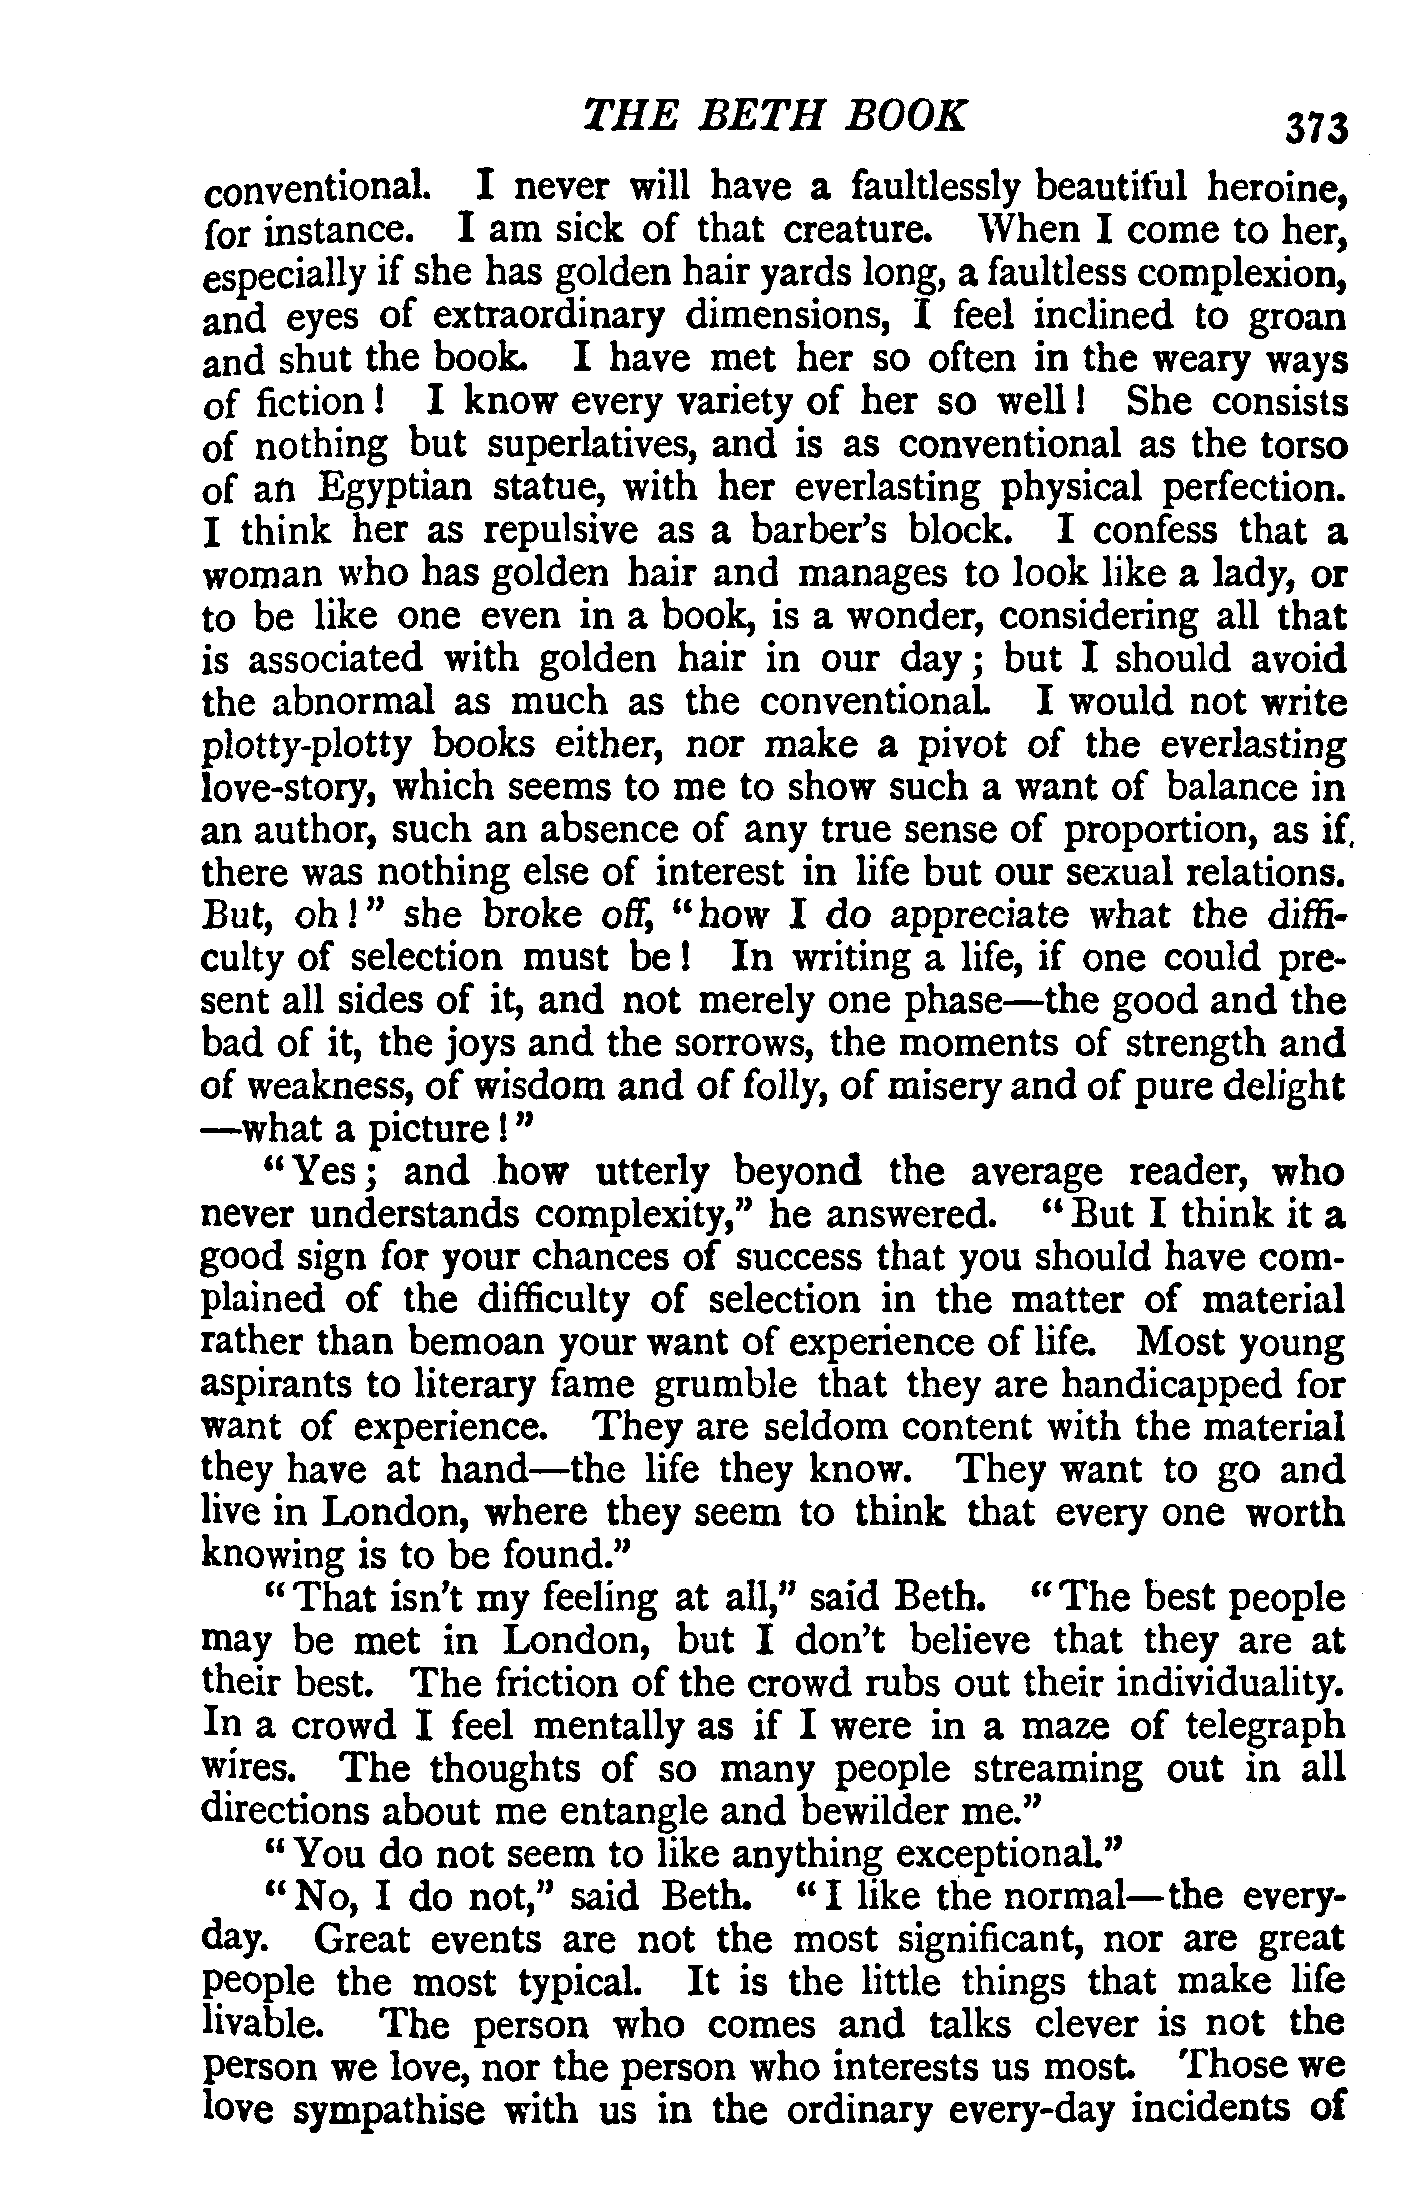 THE BETH BOOK 373
conventional. I never will have a faultlessly beautiful heroine,
for instance. I am sick of that creature. When I come to her,
especially if she has golden hair yards long, a faultless complexion,
and eyes of extraordinary dimensions, I feel inclined to groan
and shut the book. I have met her so often in the weary ways
of fiction! I know every variety of her so well! She consists
of nothing but superlatives, and is as conventional as the torso
of an Egyptian statue, with her everlasting physical perfection.
I think her as repulsive as a barber's block. I confess that a
woman who has golden hair and manages to look like a lady, or
to be like one even in a book, is a wonder, considering all that
is associated with golden hair in our day; but I should avoid
the abnormal as much as the conventional. I would not write
plotty-plotty books either, nor make a pivot of the everlasting
love-story, which seems to me to show such a want of balance in
an author, such an absence of any true sense of proportion, as if
there was nothing else of interest in life but our sexual relations.
But, oh!" she broke off, "how I do appreciate what the diffi-
culty of selection must be! In writing a life, if one could pre-
sent all sides of it, and not merely one phase—the good and the
bad of it, the joys and the sorrows, the moments of strength and
of weakness, of wisdom and of folly, of misery and of pure delight
—what a picture!"
"Yes; and how utterly beyond the average reader, who
never understands complexity," he answered. "But I think it a
good sign for your chances of success that you should have com-
plained of the difficulty of selection in the matter of material
rather than bemoan your want of experience of life. Most young
aspirants to literary fame grumble that they are handicapped for
want of experience. They are seldom content with the material
they have at hand—the life they know. They want to go and
live in London, where they seem to think that every one worth
knowing is to be found."
"That isn't my feeling at all," said Beth. "The best people
may be met in London, but I don't believe that they are at
their best. The friction of the crowd rubs out their individuality.
In a crowd I feel mentally as if I were in a maze of telegraph
wires. The thoughts of so many people streaming out in all
directions about me entangle and bewilder me."
"You do not seem to like anything exceptional."
"No, I do not," said Beth. "I like the normal—the every-
day. Great events are not the most significant, nor are great
people the most typical. It is the little things that make life
livable. The person who comes and talks clever is not the
person we love, nor the person who interests us most. Those we
love sympathise with us in the ordinary every-day incidents of